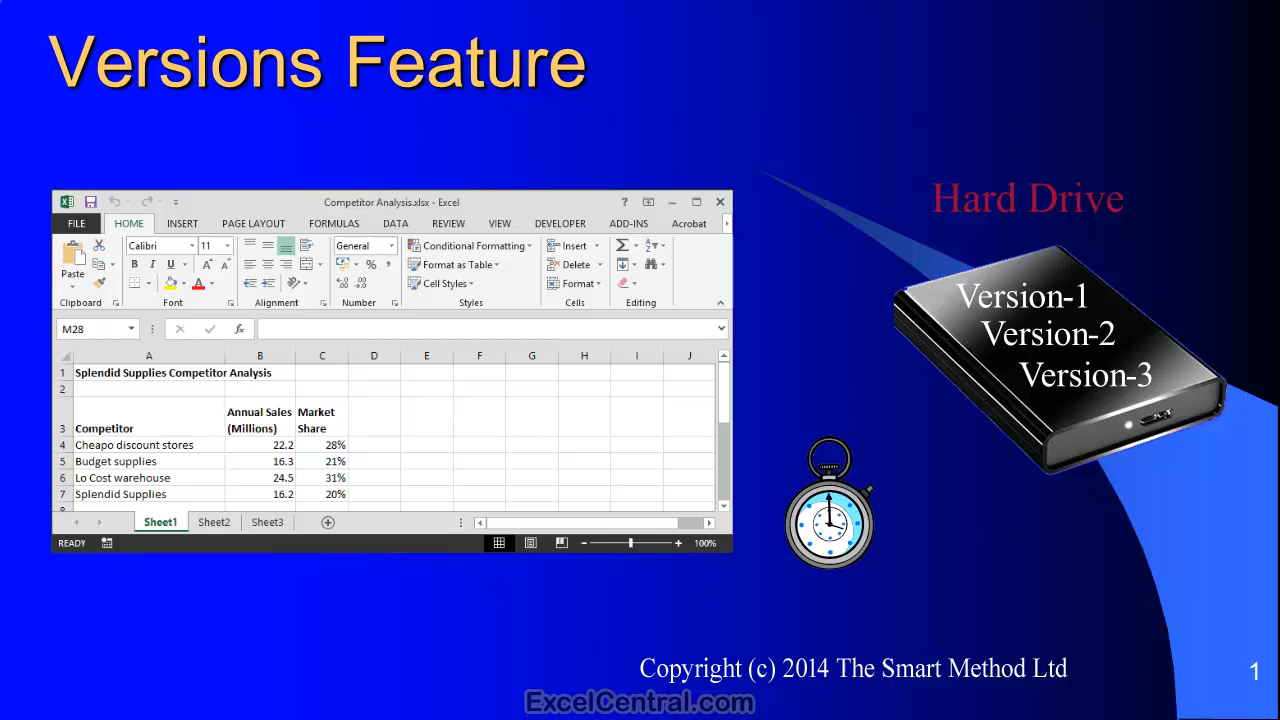 Versions Feature
Hard Drive
Version-1
Version-2
Version-3
Competitor Analysis.xlsx - Excel
FILE HOME INSERT PAGE LAYOUT FORMULAS DATA REVIEW VIEW DEVELOPER ADD-INS Acrobat
Calibri 11 General Conditional Formatting Insert
Paste B I U A A % , Format as Table Delete
A Cell Styles Format
Clipboard Font Alignment Number Styles Cells Editing
M28 fx
A B C D E F G H I J
1 Splendid Supplies Competitor Analysis
2
Annual Sales Market
3 Competitor (Millions) Share
4 Cheapo discount stores 22.2 28%
5 Budget supplies 16.3 21%
6 Lo Cost warehouse 24.5 31%
7 Splendid Supplies 16.2 20%
Sheet1 Sheet2 Sheet3
READY 100%
Copyright (c) 2014 The Smart Method Ltd
1
ExcelCentral.com